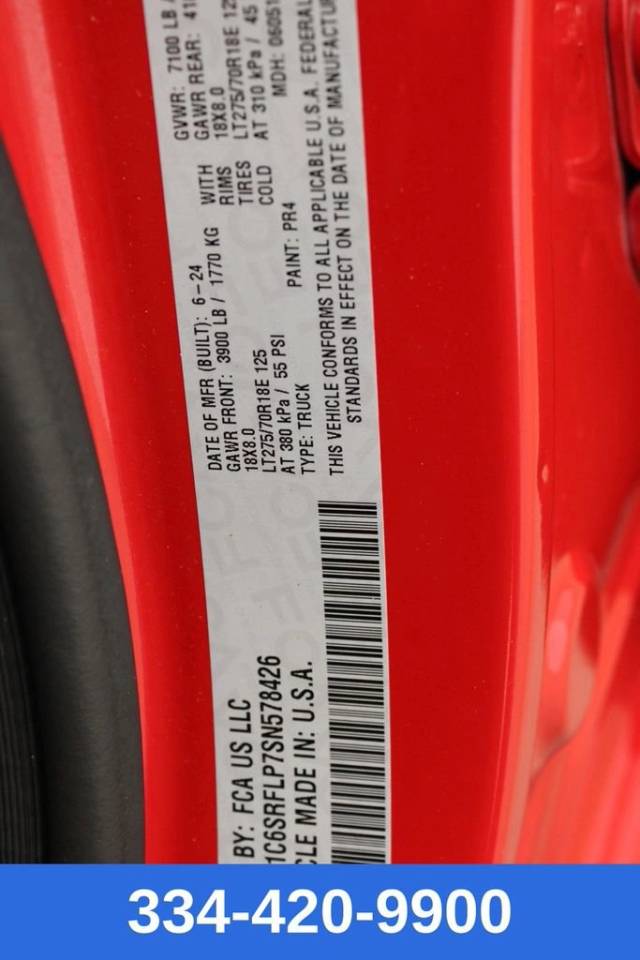 BY: FCA US LLC
DATE OF MFR (BUILT): 6-24
GVWR: 7100 LB
GAWR FRONT: 3900 LB / 1770 KG WITH
GAWR REAR:
18X8.0 RIMS
18X8.0
LT275/70R18E 125 TIRES
LT275/70R18E
AT 380 kPa / 55 PSI COLD
AT 310 kPa / 45
TYPE: TRUCK PAINT: PR4
MDH:
THIS VEHICLE CONFORMS TO ALL APPLICABLE U.S.A. FEDERAL
STANDARDS IN EFFECT ON THE DATE OF
1C6SRFLP7SN578426
MADE IN: U.S.A.
334-420-9900